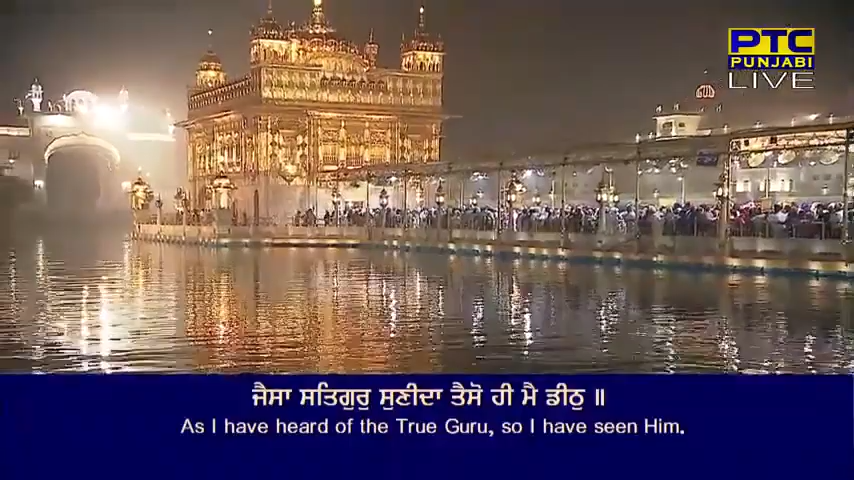 PTC
PUNJABI
LIVE
ਜੈਸਾ ਸਤਿਗੁਰੁ ਸੁਣੀਦਾ ਤੈਸੋ ਹੀ ਮੈ ਡੀਠੁ ॥
As I have heard of the True Guru, so I have seen Him.